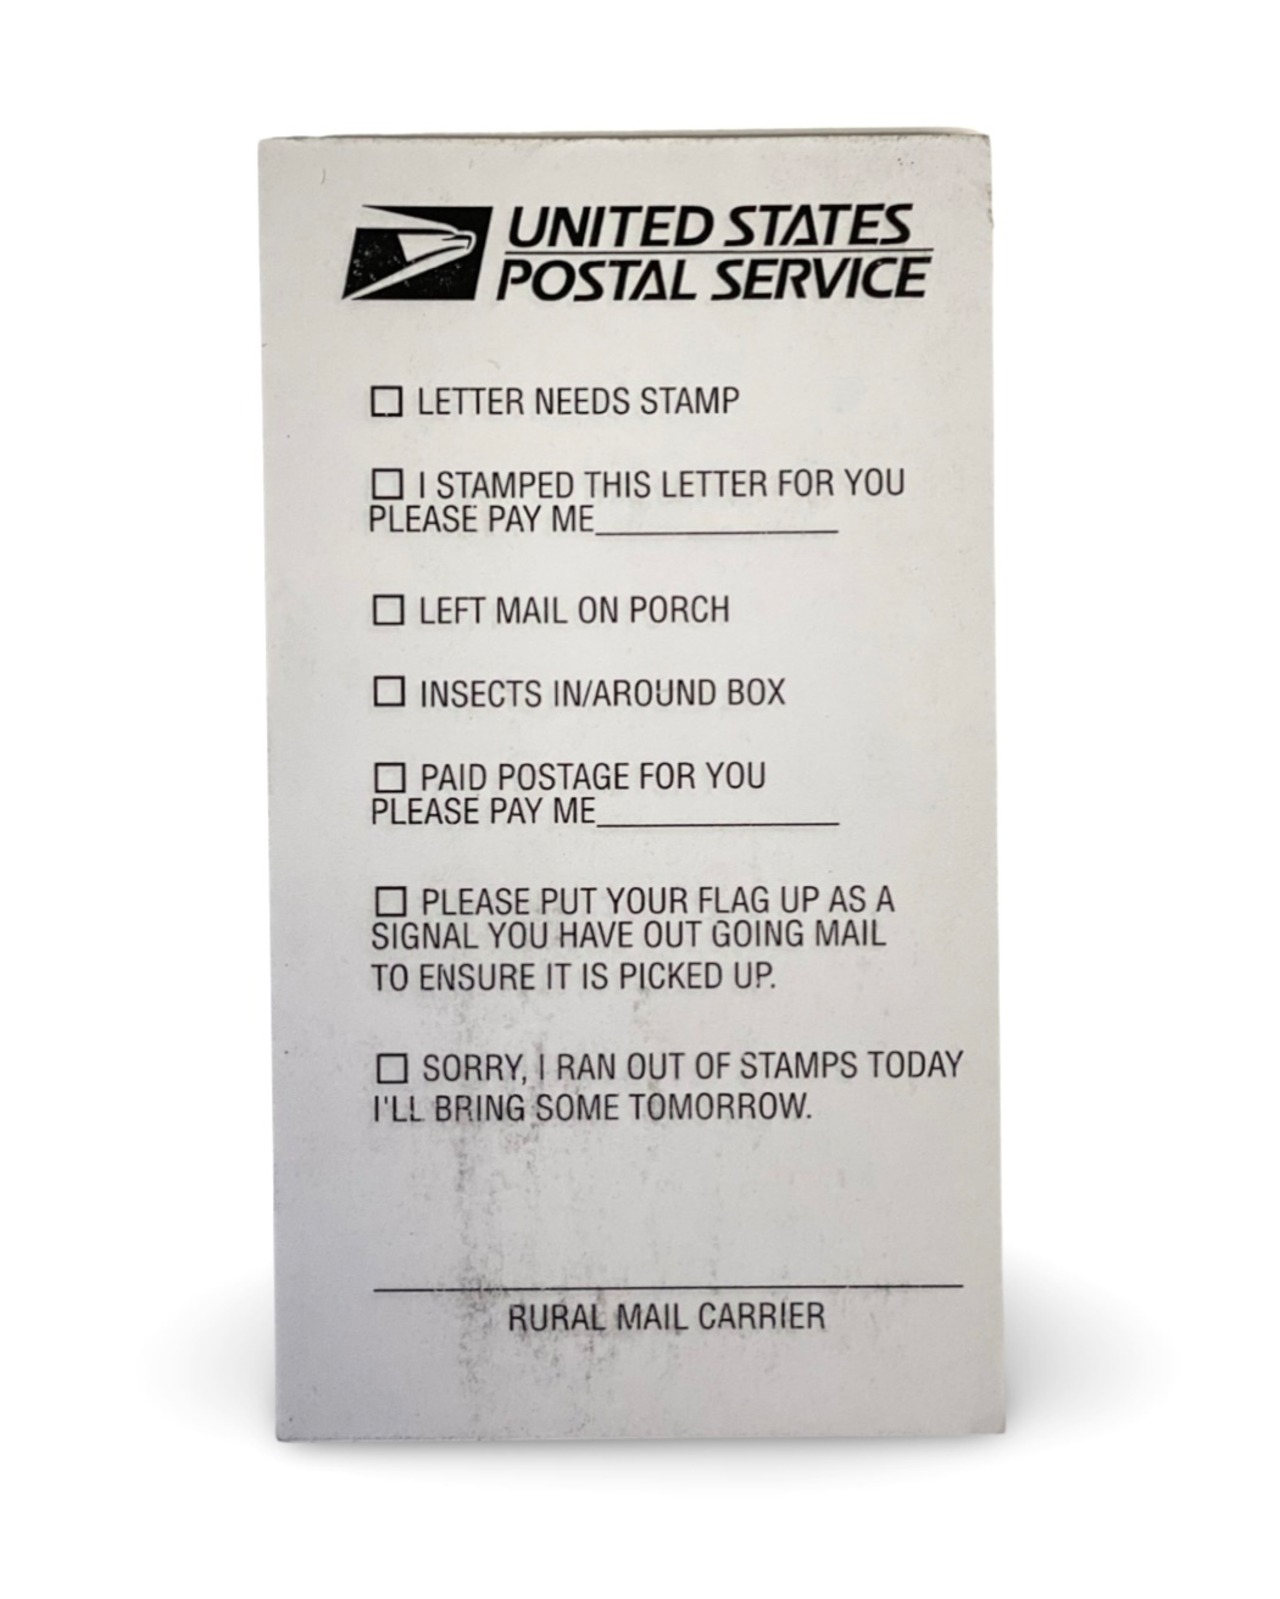 UNITED STATES
POSTAL SERVICE
☐ LETTER NEEDS STAMP
☐ I STAMPED THIS LETTER FOR YOU
PLEASE PAY ME______________
☐ LEFT MAIL ON PORCH
☐ INSECTS IN/AROUND BOX
☐ PAID POSTAGE FOR YOU
PLEASE PAY ME______________
☐ PLEASE PUT YOUR FLAG UP AS A
SIGNAL YOU HAVE OUT GOING MAIL
TO ENSURE IT IS PICKED UP.
☐ SORRY, I RAN OUT OF STAMPS TODAY
I'LL BRING SOME TOMORROW.
RURAL MAIL CARRIER